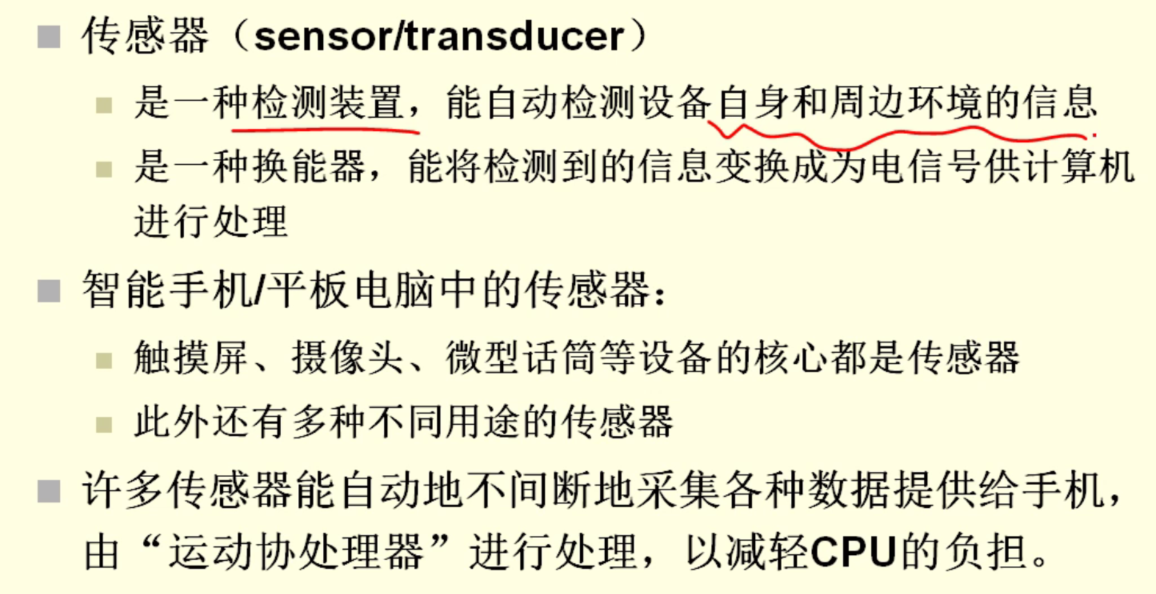 传感器（sensor/transducer）
是一种检测装置，能自动检测设备自身和周边环境的信息
是一种换能器，能将检测到的信息变换成为电信号供计算机
进行处理
智能手机/平板电脑中的传感器：
触摸屏、摄像头、微型话筒等设备的核心都是传感器
此外还有多种不同用途的传感器
许多传感器能自动地不间断地采集各种数据提供给手机，
由“运动协处理器”进行处理，以减轻CPU的负担。